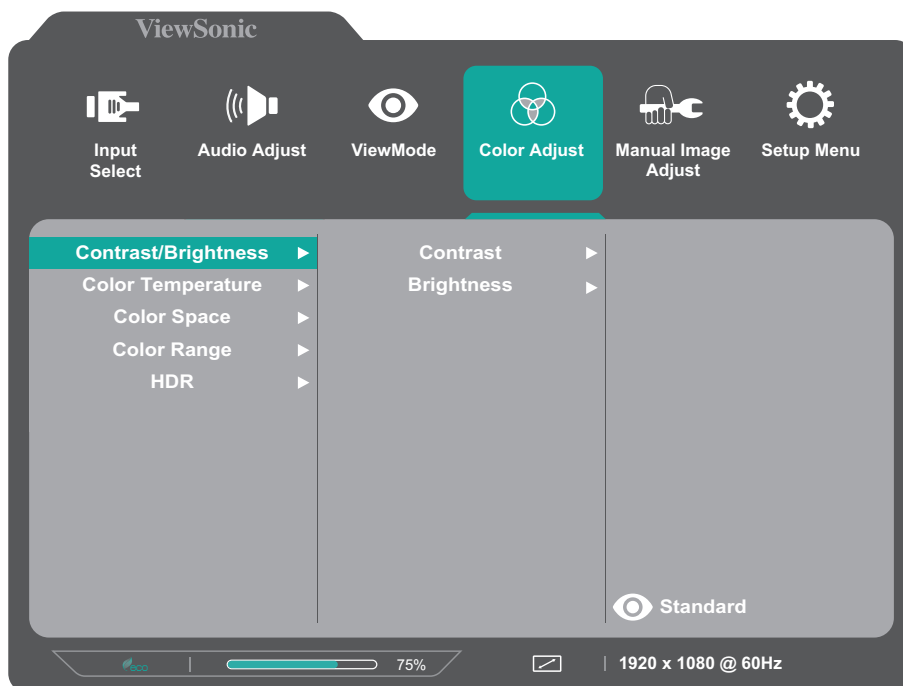 ViewSonic
Input
Select
Audio Adjust
ViewMode
Color Adjust
Manual Image
Adjust
Setup Menu
Contrast/Brightness
Color Temperature
Color Space
Color Range
HDR
Contrast
Brightness
Standard
eco
75%
1920 x 1080 @ 60Hz